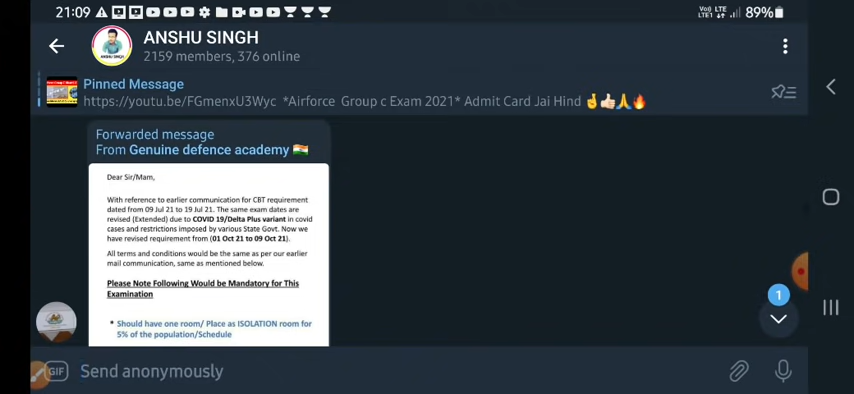 21:09
Vo) LTE
LTE1
89%
ANSHU SINGH
2159 members, 376 online
Pinned Message
https://youtu.be/FGmenxU3Wyc *Airforce Group c Exam 2021* Admit Card Jai Hind 🤞👍🏻🙏🔥
Forwarded message
From Genuine defence academy 🇮🇳
Dear Sir/Mam,
With reference to earlier communication for CBT requirement
dated from 09 Jul 21 to 19 Jul 21. The same exam dates are
revised (Extended) due to COVID 19/Delta Plus variant in covid
cases and restrictions imposed by various State Govt. Now we
have revised requirement from (01 Oct 21 to 09 Oct 21).
All terms and conditions would be the same as per our earlier
mail communication, same as mentioned below.
Please Note Following Would be Mandatory for This
Examination
* Should have one room/ Place as ISOLATION room for
5% of the population/Schedule
1
GIF
Send anonymously